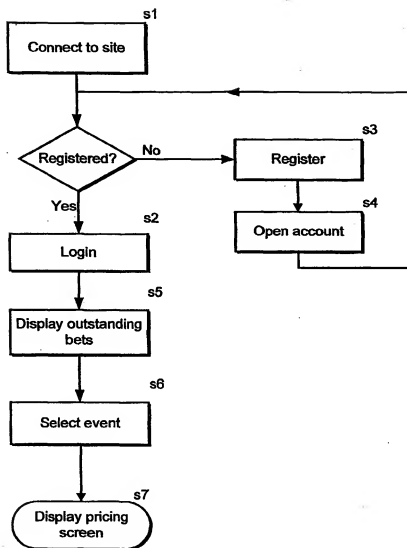 s1
Connect to site
Registered?
No
s3
Register
Yes
s2
s4
Login
Open account
s5
Display outstanding
bets
s6
Select event
s7
Display pricing
screen